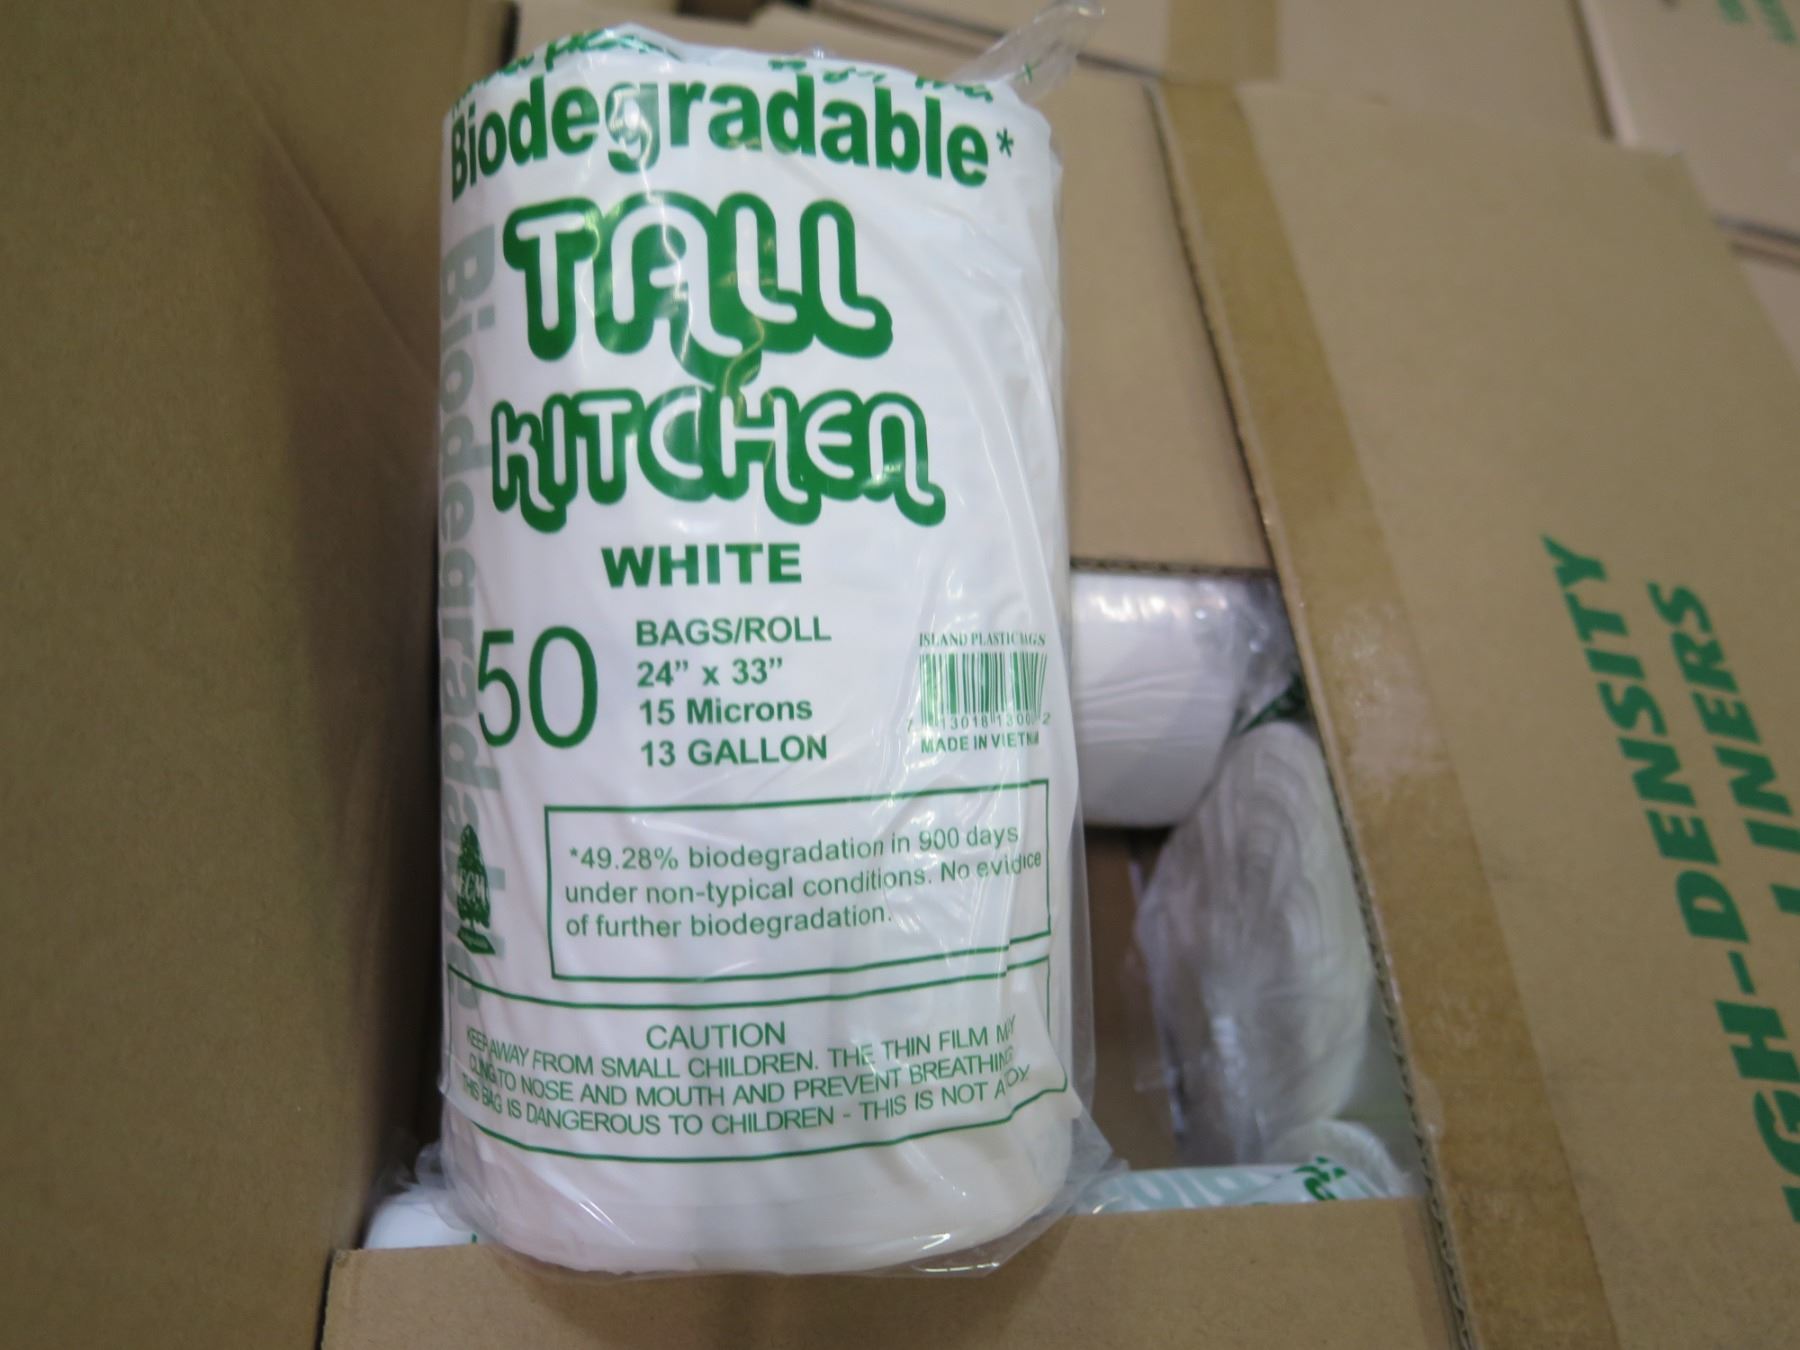 Biodegradable*
TALL
KITCHEN
WHITE
50
BAGS/ROLL
24" x 33"
15 Microns
13 GALLON
ISLAND PLASTIC BAGS
MADE IN VIETNAM
*49.28% biodegradation in 900 days
under non-typical conditions. No
of further biodegradation.
CAUTION
KEEP AWAY FROM SMALL CHILDREN. THE THIN FILM MAY
CLING TO NOSE AND MOUTH AND PREVENT BREATHING
THIS BAG IS DANGEROUS TO CHILDREN - THIS IS NOT A TOY
Biodegradable
ECM
HIGH-DENSITY
LINERS